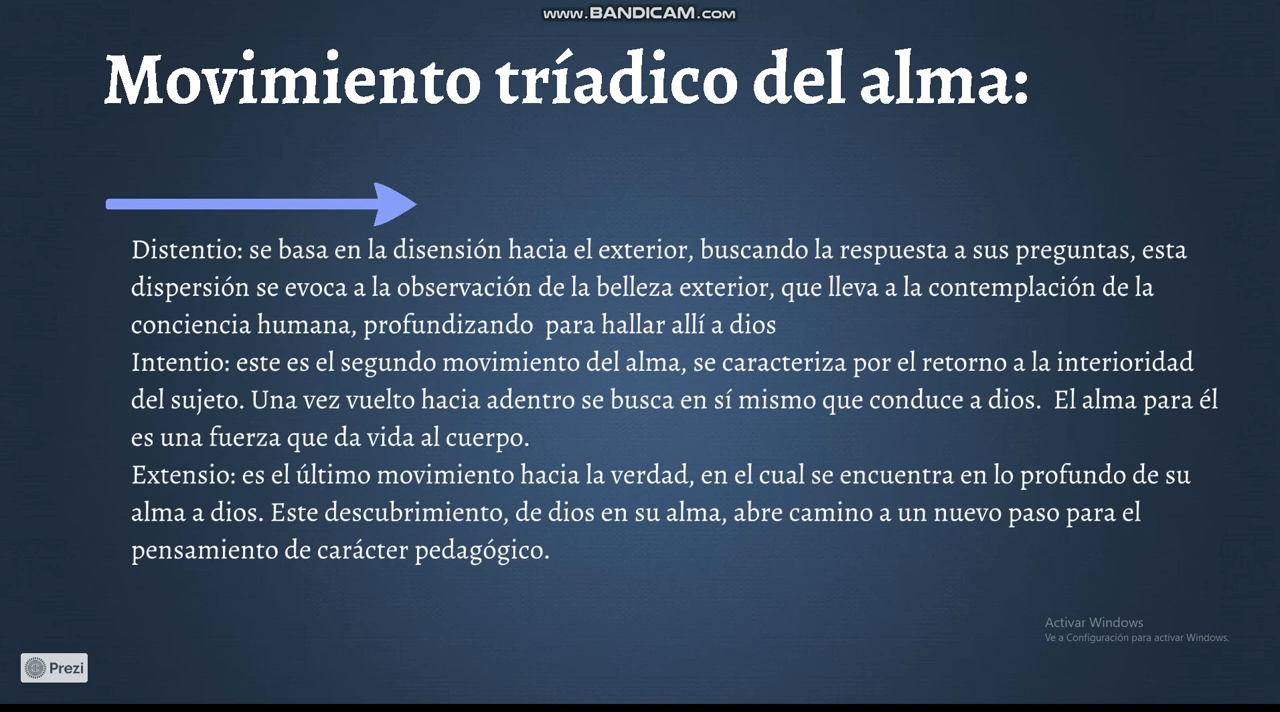 www.BANDICAM.com
Movimiento tríadico del alma:
Distentio: se basa en la disensión hacia el exterior, buscando la respuesta a sus preguntas, esta
dispersión se evoca a la observación de la belleza exterior, que lleva a la contemplación de la
conciencia humana, profundizando para hallar allí a dios
Intentio: este es el segundo movimiento del alma, se caracteriza por el retorno a la interioridad
del sujeto. Una vez vuelto hacia adentro se busca en sí mismo que conduce a dios. El alma para él
es una fuerza que da vida al cuerpo.
Extensio: es el último movimiento hacia la verdad, en el cual se encuentra en lo profundo de su
alma a dios. Este descubrimiento, de dios en su alma, abre camino a un nuevo paso para el
pensamiento de carácter pedagógico.
Activar Windows
Ve a Configuración para activar Windows.
Prezi